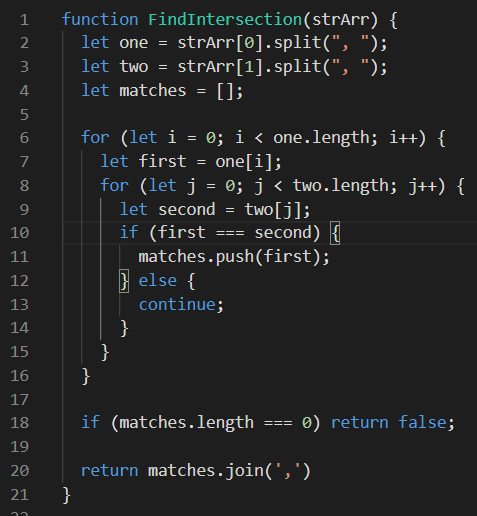 1 function FindIntersection(strArr) {
2 let one = strArr[0].split(", ");
3 let two = strArr[1].split(", ");
4 let matches = [];
5
6 for (let i = 0; i < one.length; i++) {
7 let first = one[i];
8 for (let j = 0; j < two.length; j++) {
9 let second = two[j];
10 if (first === second) {
11 matches.push(first);
12 } else {
13 continue;
14 }
15 }
16 }
17
18 if (matches.length === 0) return false;
19
20 return matches.join(',')
21 }